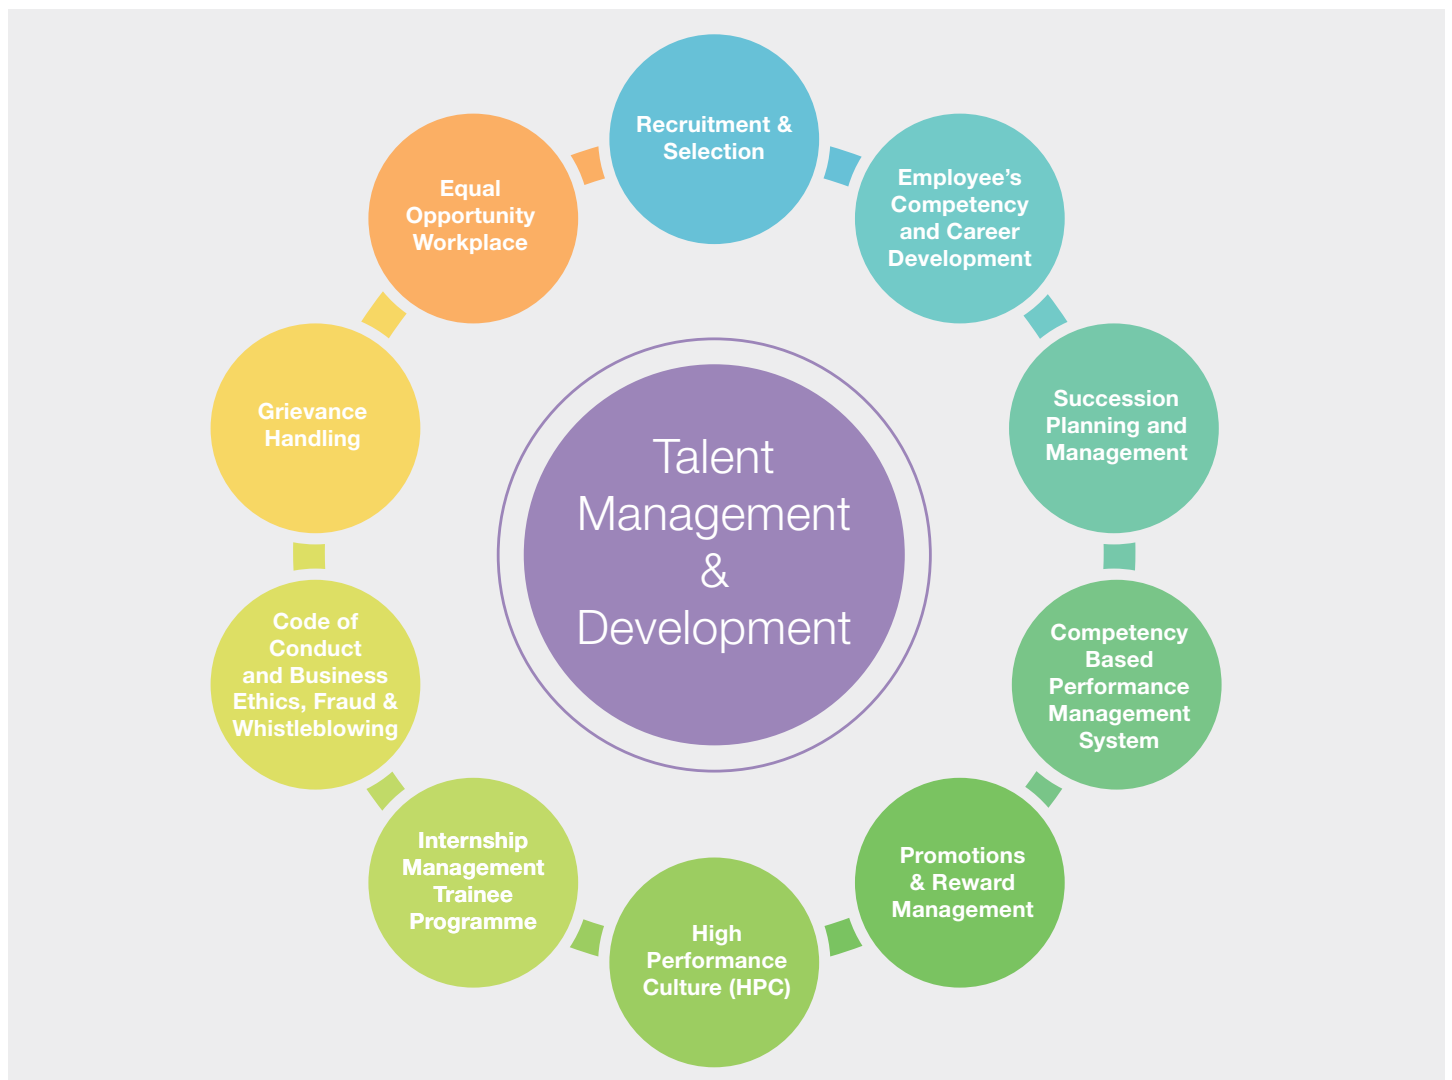 Recruitment &
Selection
Employee’s
Competency
and Career
Development
Succession
Planning and
Management
Competency
Based
Performance
Management
System
Promotions
& Reward
Management
High
Performance
Culture (HPC)
Internship
Management
Trainee
Programme
Code of
Conduct
and Business
Ethics, Fraud &
Whistleblowing
Grievance
Handling
Equal
Opportunity
Workplace
Talent
Management
&
Development